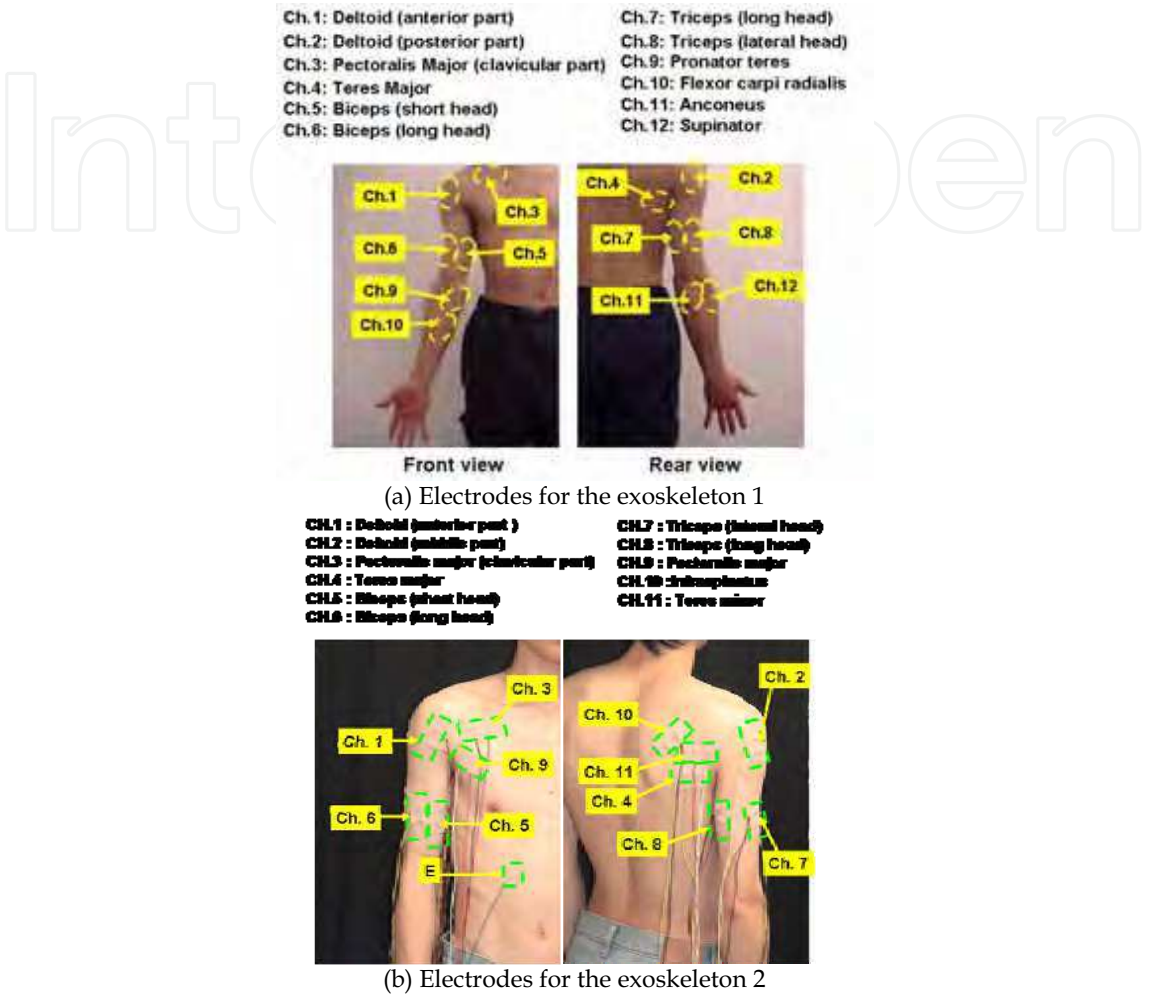 Ch.1: Deltoid (anterior part)
Ch.2: Deltoid (posterior part)
Ch.3: Pectoralis Major (clavicular part)
Ch.4: Teres Major
Ch.5: Biceps (short head)
Ch.6: Biceps (long head)
Ch.7: Triceps (long head)
Ch.8: Triceps (lateral head)
Ch.9: Pronator teres
Ch.10: Flexor carpi radialis
Ch.11: Anconeus
Ch.12: Supinator
Ch.1
Ch.3
Ch.6
Ch.5
Ch.9
Ch.10
Ch.4
Ch.2
Ch.7
Ch.8
Ch.11
Ch.12
Front view
Rear view
(a) Electrodes for the exoskeleton 1
CH.1 : Deltoid (anterior part )
CH.2 : Deltoid (middle part)
CH.3 : Pectoralis major (clavicular part)
CH.4 : Teres major
CH.5 : Biceps (short head)
CH.6 : Biceps (long head)
CH.7 : Triceps (lateral head)
CH.8 : Triceps (long head)
CH.9 : Pectoralis major
CH.10 :Infraspinatus
CH.11 : Teres minor
Ch. 3
Ch. 1
Ch. 9
Ch. 6
Ch. 5
E
Ch. 2
Ch. 10
Ch. 11
Ch. 4
Ch. 8
Ch. 7
(b) Electrodes for the exoskeleton 2